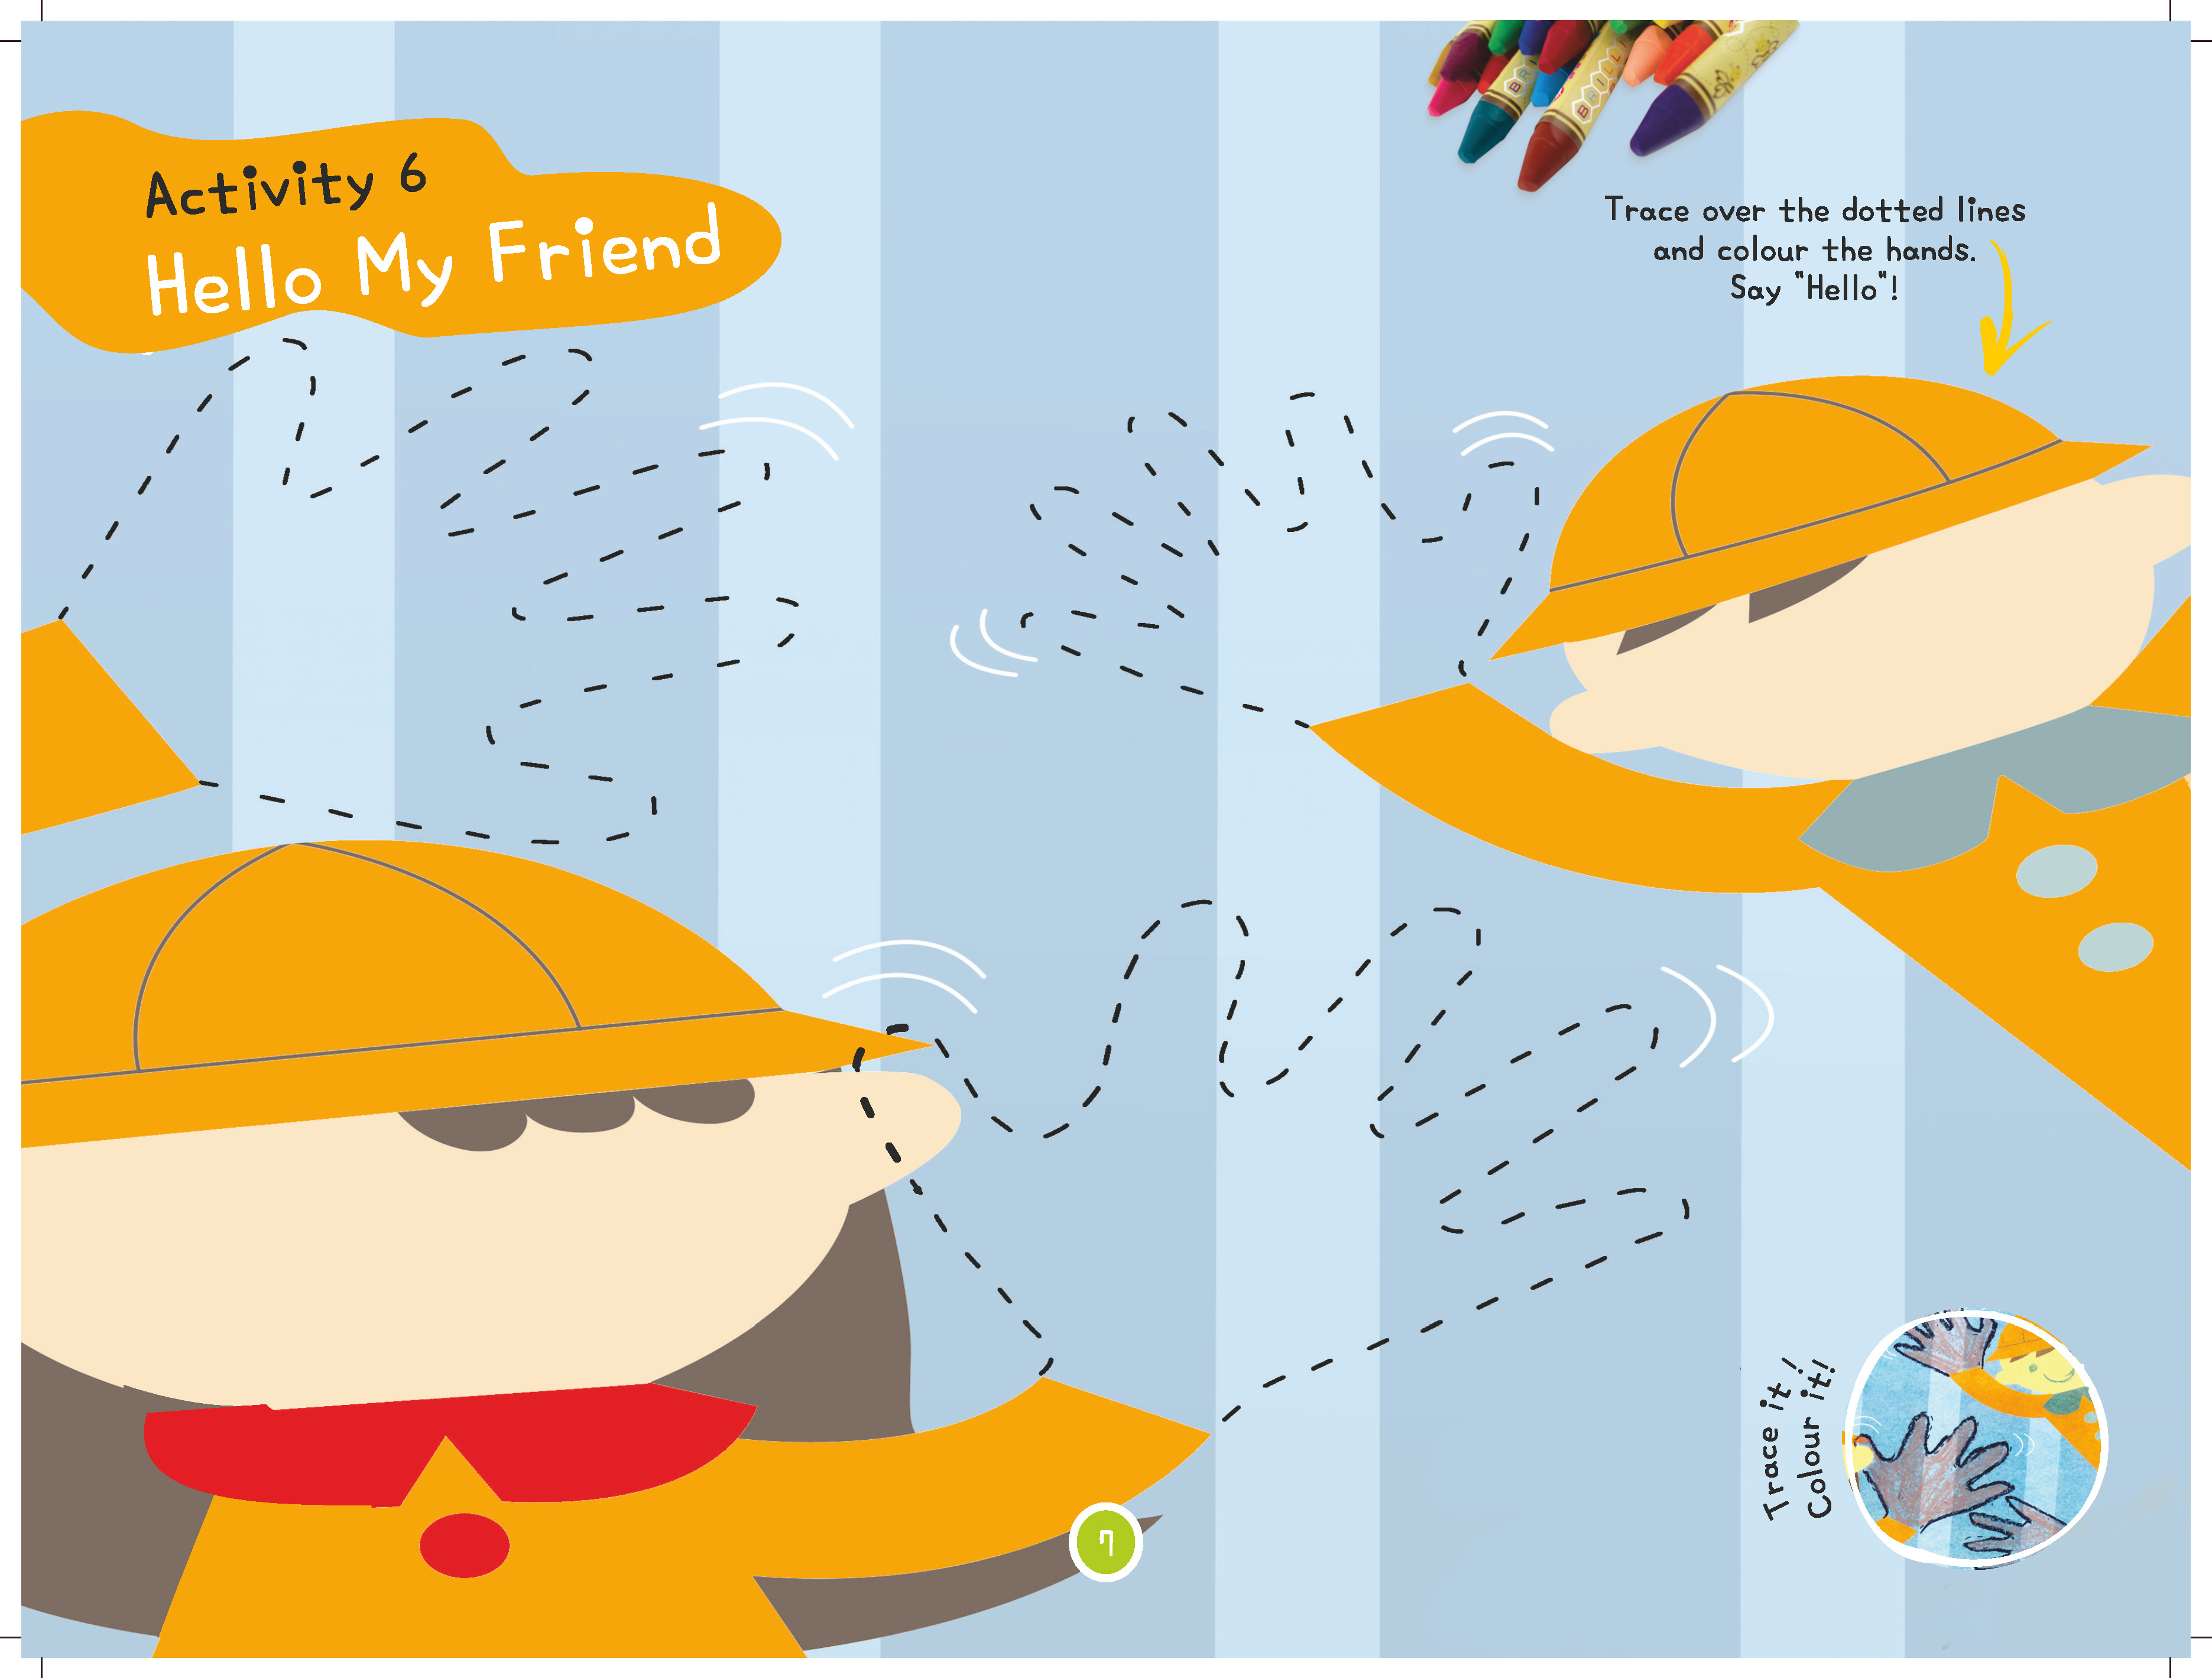 Activity 6
Hello My Friend
Trace over the dotted lines
and colour the hands.
Say "Hello"!
Trace it!
Colour it!
7